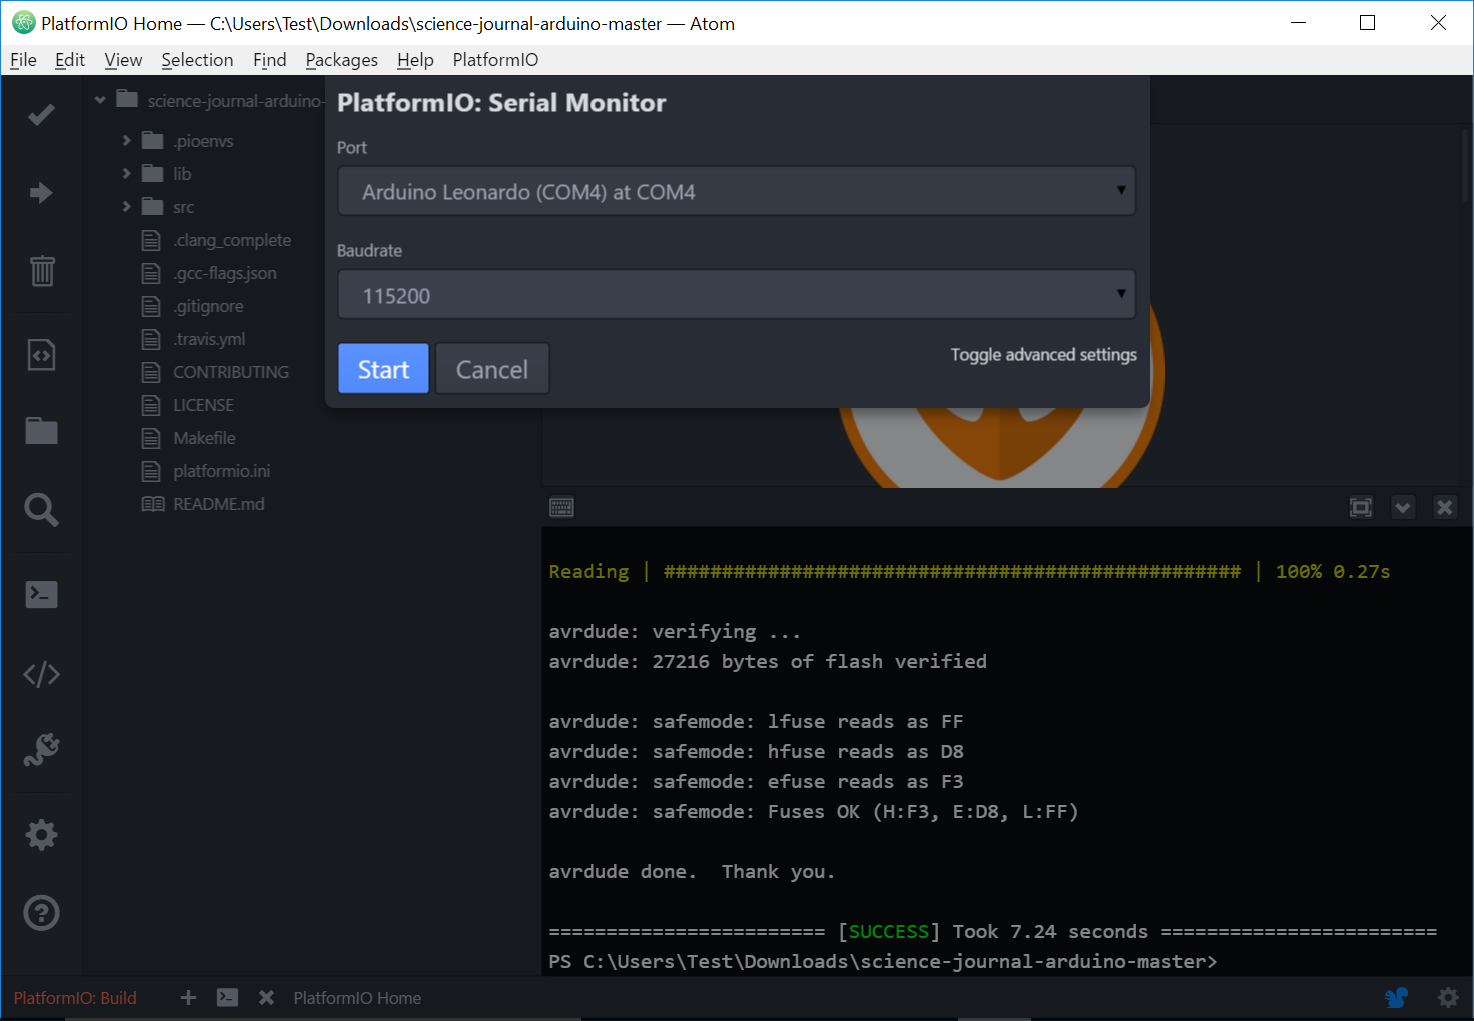 PlatformIO Home — C:\Users\Test\Downloads\science-journal-arduino-master — Atom
File Edit View Selection Find Packages Help PlatformIO
science-journal-arduino-
.pioenvs
lib
src
.clang_complete
.gcc-flags.json
.gitignore
.travis.yml
CONTRIBUTING
LICENSE
Makefile
platformio.ini
README.md
PlatformIO: Serial Monitor
Port
Arduino Leonardo (COM4) at COM4
Baudrate
115200
Start Cancel
Toggle advanced settings
Reading | ################################################## | 100% 0.27s
avrdude: verifying ...
avrdude: 27216 bytes of flash verified
avrdude: safemode: lfuse reads as FF
avrdude: safemode: hfuse reads as D8
avrdude: safemode: efuse reads as F3
avrdude: safemode: Fuses OK (H:F3, E:D8, L:FF)
avrdude done.  Thank you.
======================== [SUCCESS] Took 7.24 seconds ========================
PS C:\Users\Test\Downloads\science-journal-arduino-master>
PlatformIO: Build
PlatformIO Home